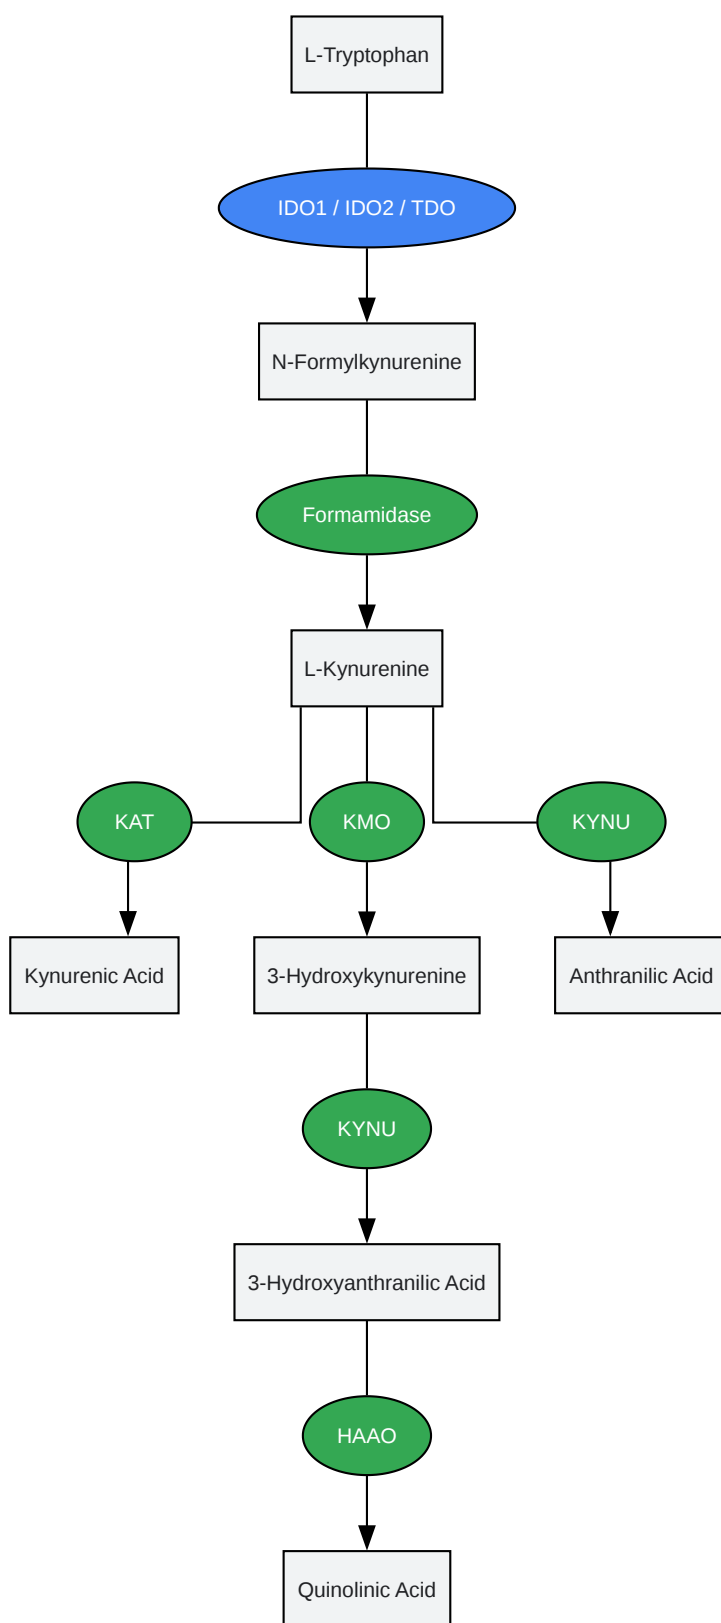 L-Tryptophan
IDO1 / IDO2 / TDO
N-Formylkynurenine
Formamidase
L-Kynurenine
KAT
KMO
KYNU
Kynurenic Acid
3-Hydroxykynurenine
Anthranilic Acid
KYNU
3-Hydroxyanthranilic Acid
HAAO
Quinolinic Acid